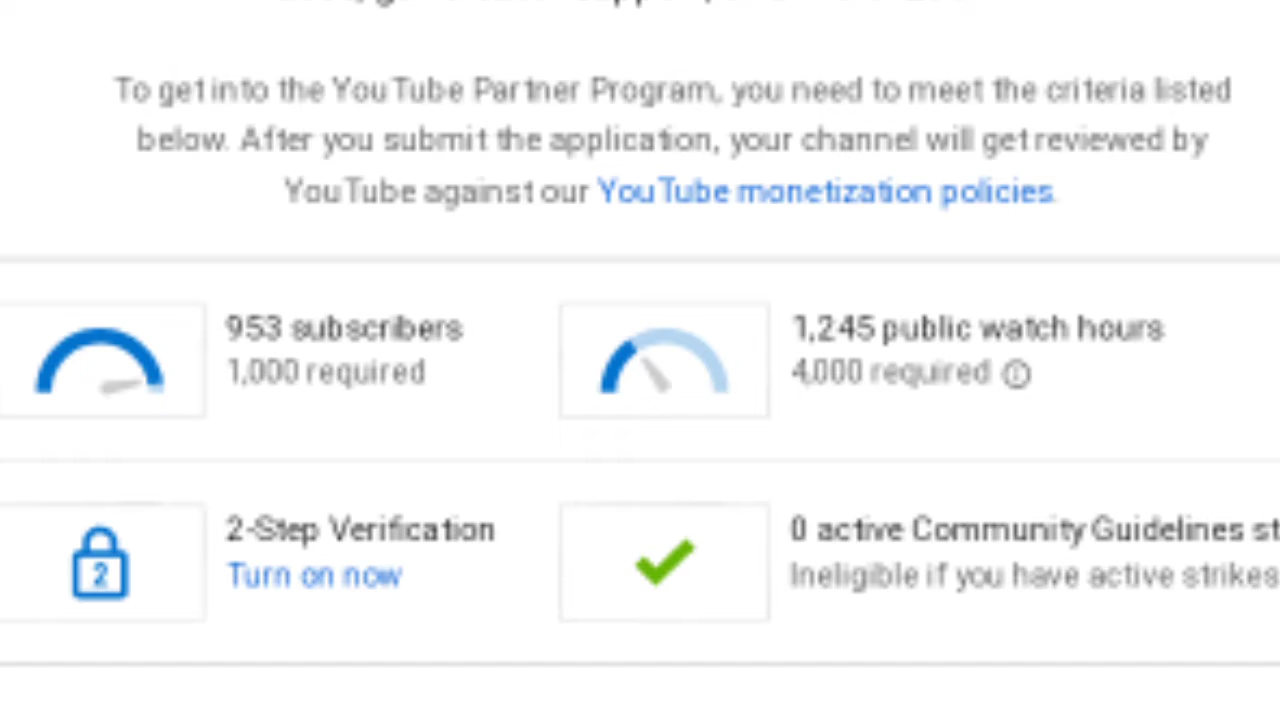 To get into the YouTube Partner Program, you need to meet the criteria listed
below. After you submit the application, your channel will get reviewed by
YouTube against our YouTube monetization policies.
953 subscribers
1,000 required
1,245 public watch hours
4,000 required
2-Step Verification
Turn on now
2
0 active Community Guidelines st
Ineligible if you have active strikes